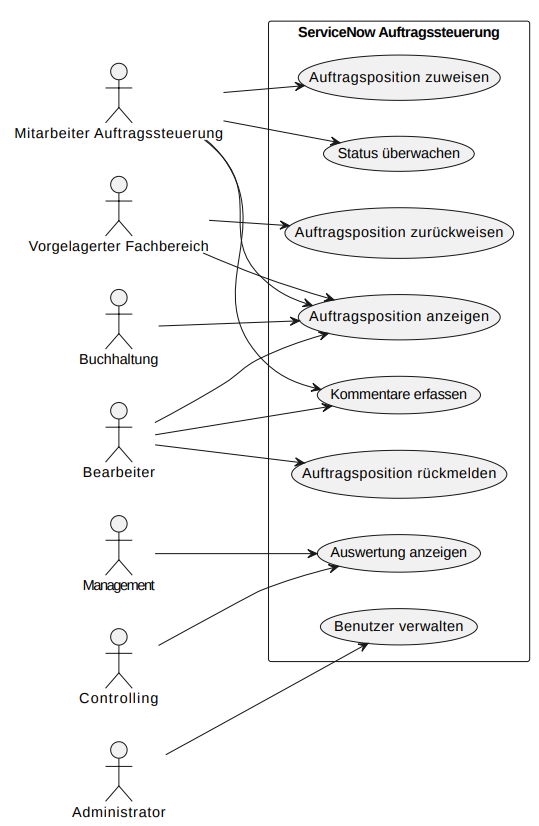 ServiceNow Auftragssteuerung
Auftragsposition zuweisen
Mitarbeiter Auftragssteuerung
Status überwachen
Vorgelagerter Fachbereich
Auftragsposition zurückweisen
Auftragsposition anzeigen
Buchhaltung
Kommentare erfassen
Bearbeiter
Auftragsposition rückmelden
Auswertung anzeigen
Management
Benutzer verwalten
Controlling
Administrator